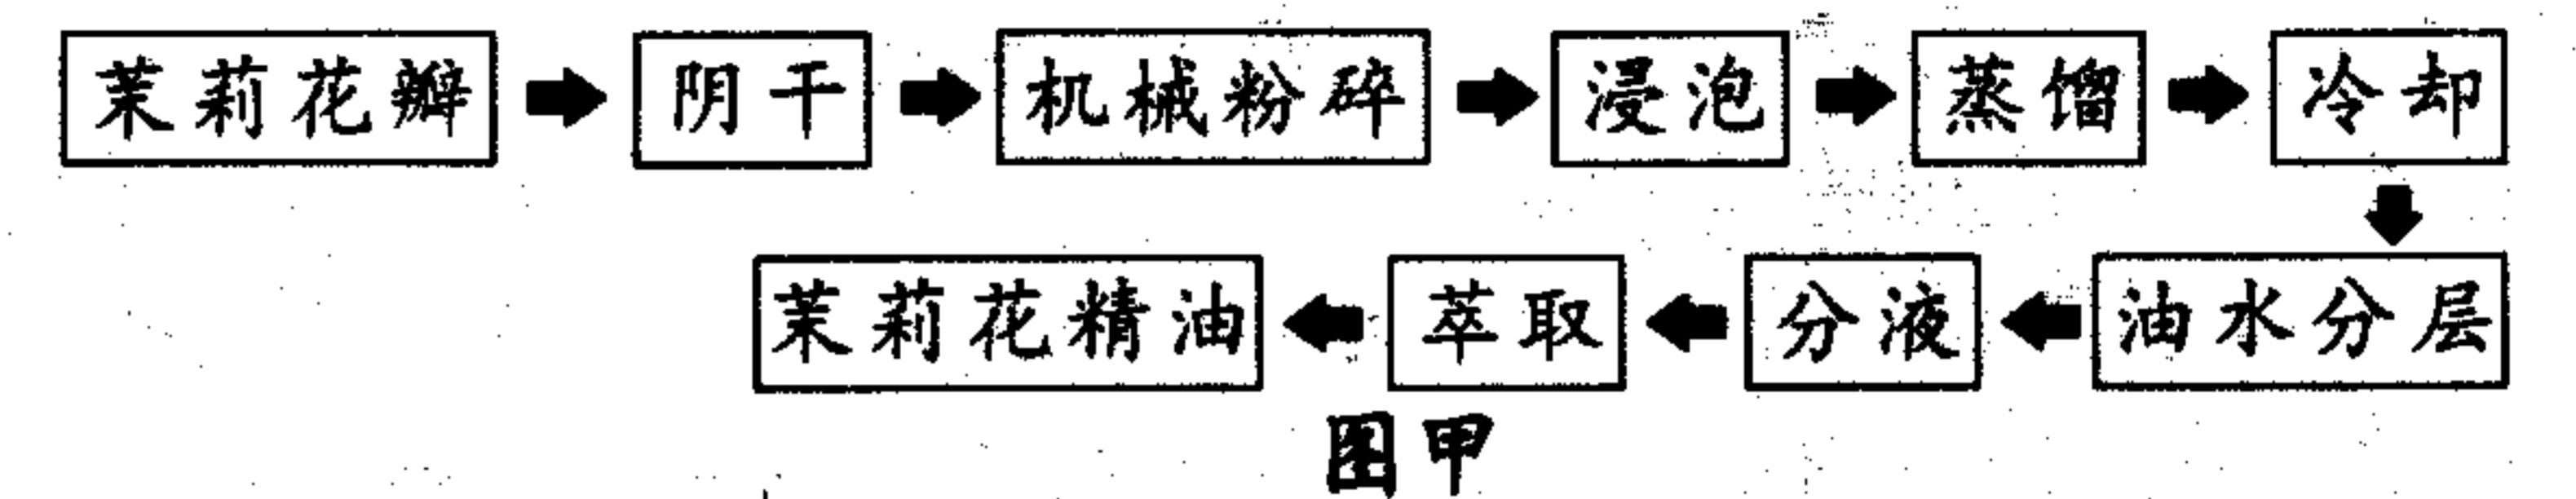 茉莉花瓣 阴干 机械粉碎 浸泡 蒸馏 冷却
茉莉花精油 萃取 分液 油水分层
图甲